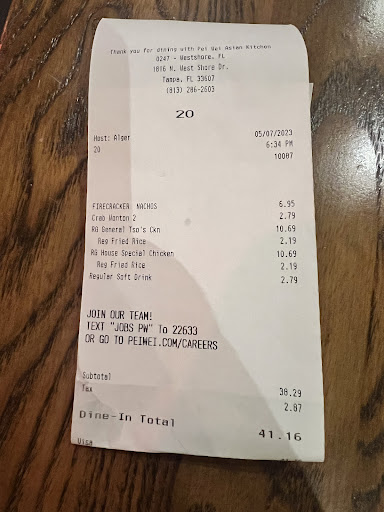 Thank you for dining with Pei Wei Asian Kitchen
0247 - Westshore, FL
1816 N. West Shore Dr.
Tampa, FL 33607
(813) 286-2603
20
Host: Alger 05/07/2023
20 6:34 PM
10007
FIRECRACKER NACHOS 6.95
Crab Wonton 2 2.79
RG General Tso's Ckn 10.69
Reg Fried Rice 2.19
RG House Special Chicken 10.69
Reg Fried Rice 2.19
Regular Soft Drink 2.79
JOIN OUR TEAM!
TEXT "JOBS PW" To 22633
OR GO TO PEIWEI.COM/CAREERS
Subtotal 38.29
Tax 2.87
Dine-In Total 41.16
Visa